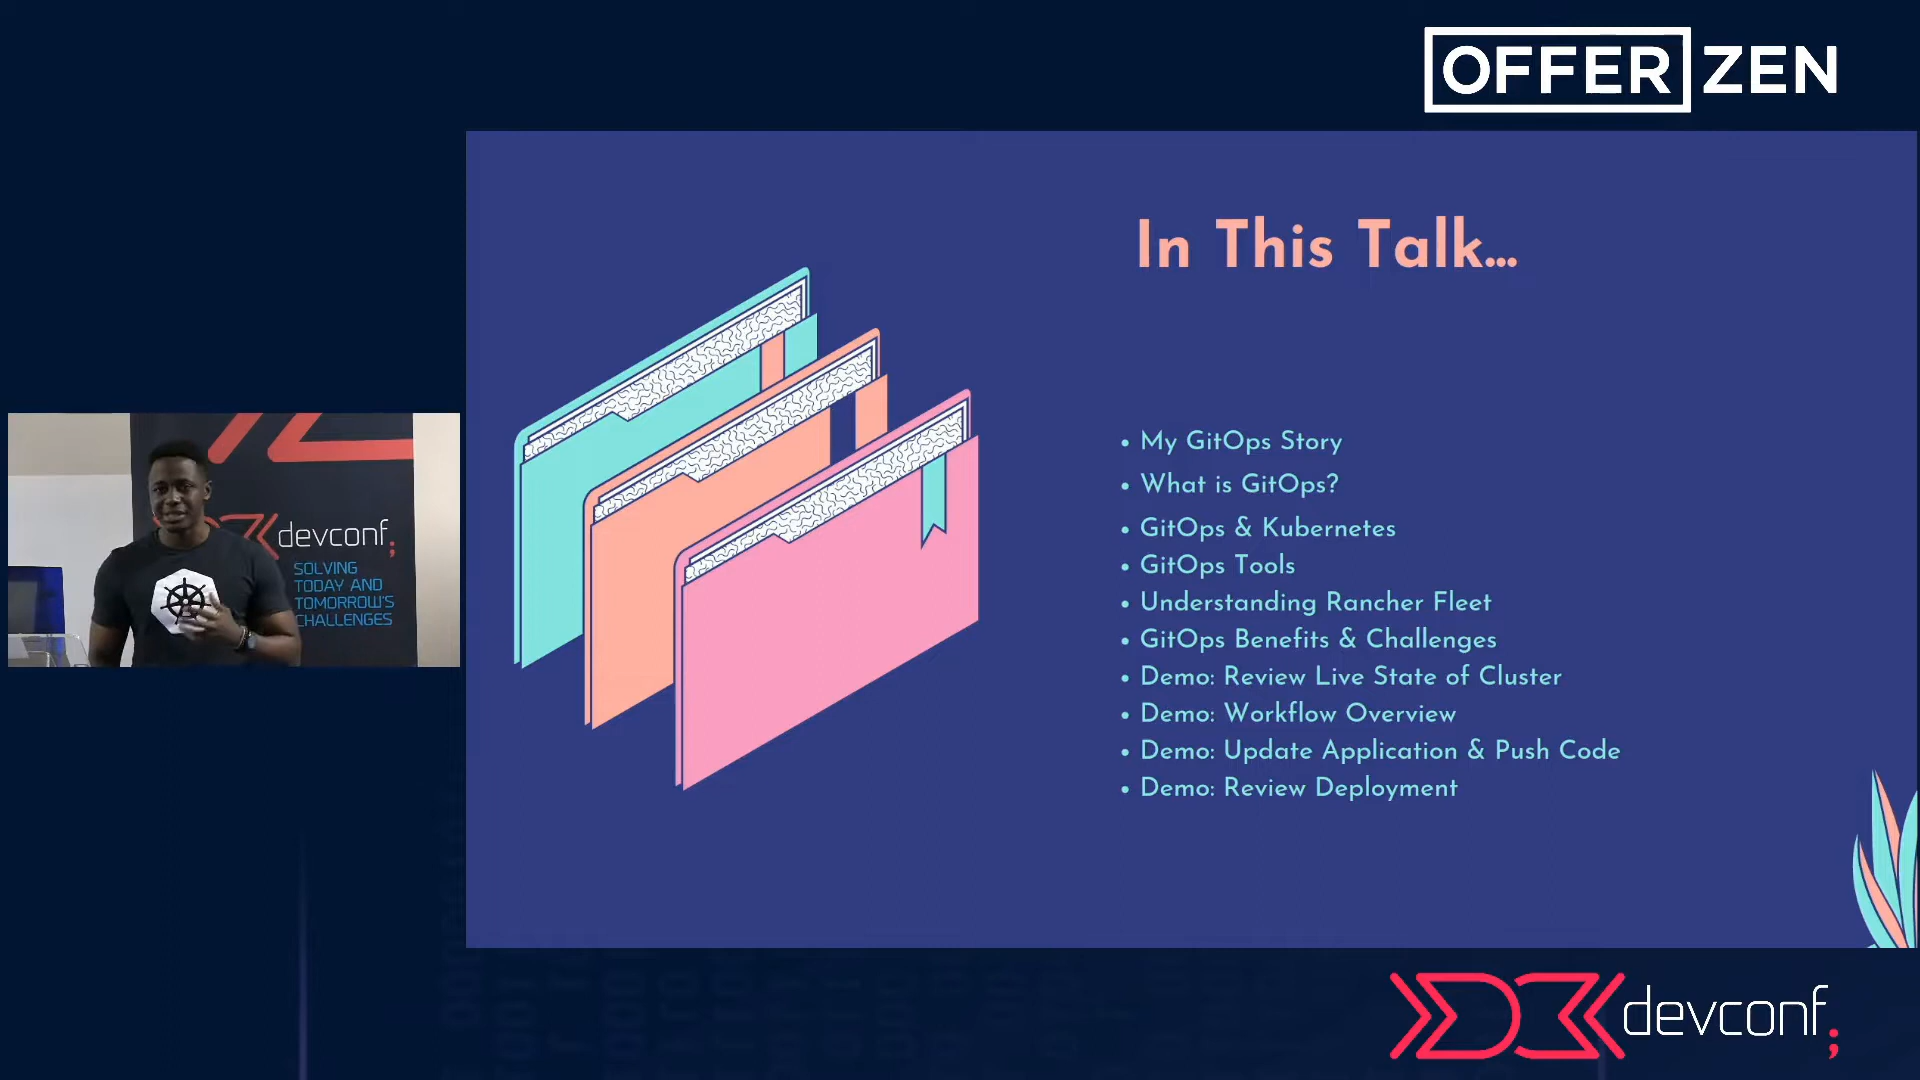 OFFERZEN
In This Talk...
• My GitOps Story
• What is GitOps?
• GitOps & Kubernetes
• GitOps Tools
• Understanding Rancher Fleet
• GitOps Benefits & Challenges
• Demo: Review Live State of Cluster
• Demo: Workflow Overview
• Demo: Update Application & Push Code
• Demo: Review Deployment
devconf;
SOLVING
TODAY AND
TOMORROW'S
CHALLENGES
devconf;